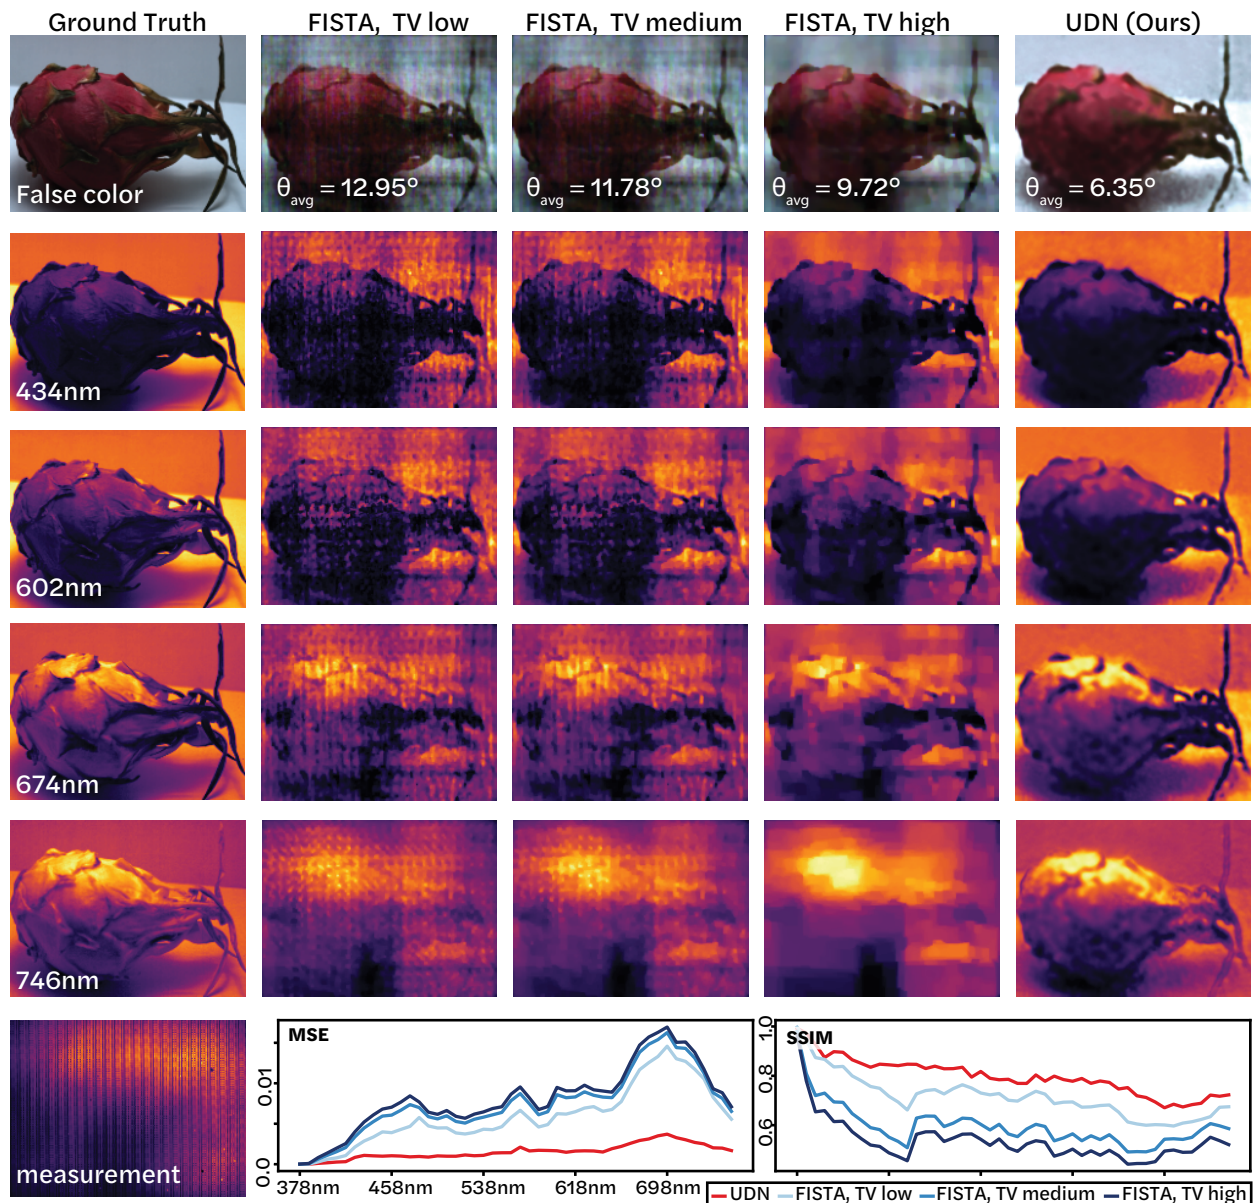 Ground Truth
FISTA, TV low
FISTA, TV medium
FISTA, TV high
UDN (Ours)
False color
θavg = 12.95°
θavg = 11.78°
θavg = 9.72°
θavg = 6.35°
434nm
602nm
674nm
746nm
measurement
MSE
0.01
0.0
378nm
458nm
538nm
618nm
698nm
SSIM
1.0
0.8
0.6
UDN
FISTA, TV low
FISTA, TV medium
FISTA, TV high